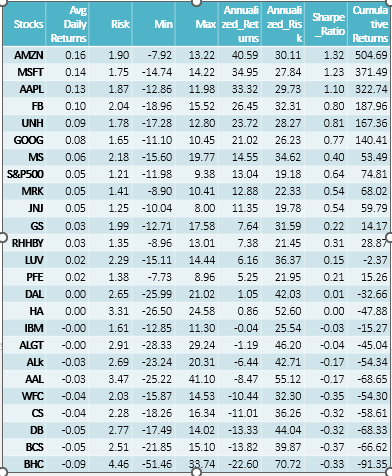 Stocks Avg Daily Returns Risk Min Max Annualized_Returns Annualized_Risk Sharpe_Ratio Cumulative Returns
AMZN 0.16 1.90 -7.92 13.22 40.59 30.11 1.32 504.69
MSFT 0.14 1.75 -14.74 14.22 34.95 27.84 1.23 371.49
AAPL 0.13 1.87 -12.86 11.98 33.32 29.73 1.10 322.74
FB 0.10 2.04 -18.96 15.52 26.45 32.31 0.80 187.96
UNH 0.09 1.78 -17.28 12.80 23.72 28.27 0.81 167.36
GOOG 0.08 1.65 -11.10 10.45 21.02 26.23 0.77 140.41
MS 0.06 2.18 -15.60 19.77 14.55 34.62 0.40 53.49
S&P500 0.05 1.21 -11.98 9.38 13.04 19.18 0.64 74.81
MRK 0.05 1.41 -8.90 10.41 12.88 22.33 0.54 68.02
JNJ 0.05 1.25 -10.04 8.00 11.35 19.78 0.54 59.79
GS 0.03 1.99 -12.71 17.58 7.64 31.59 0.22 14.17
RHHBY 0.03 1.35 -8.96 13.01 7.38 21.45 0.31 28.87
LUV 0.02 2.29 -15.11 14.44 6.16 36.37 0.15 -2.37
PFE 0.02 1.38 -7.73 8.96 5.25 21.95 0.21 15.26
DAL 0.00 2.65 -25.99 21.02 1.05 42.03 0.01 -32.66
HA 0.00 3.31 -26.50 24.58 0.86 52.60 0.00 -47.88
IBM -0.00 1.61 -12.85 11.30 -0.04 25.54 -0.03 -15.27
ALGT -0.00 2.91 -28.33 29.24 -1.19 46.20 -0.04 -45.04
ALk -0.03 2.69 -23.24 20.31 -6.44 42.71 -0.17 -54.34
AAL -0.03 3.47 -25.22 41.10 -8.47 55.12 -0.17 -68.65
WFC -0.04 2.03 -15.87 14.53 -10.44 32.30 -0.35 -54.30
CS -0.04 2.28 -18.26 16.34 -11.01 36.26 -0.32 -58.61
DB -0.05 2.77 -17.49 14.02 -13.33 44.04 -0.32 -68.33
BCS -0.05 2.51 -21.85 15.10 -13.82 39.87 -0.37 -66.62
BHC -0.09 4.46 -51.46 33.74 -22.60 70.72 -0.33 -91.52